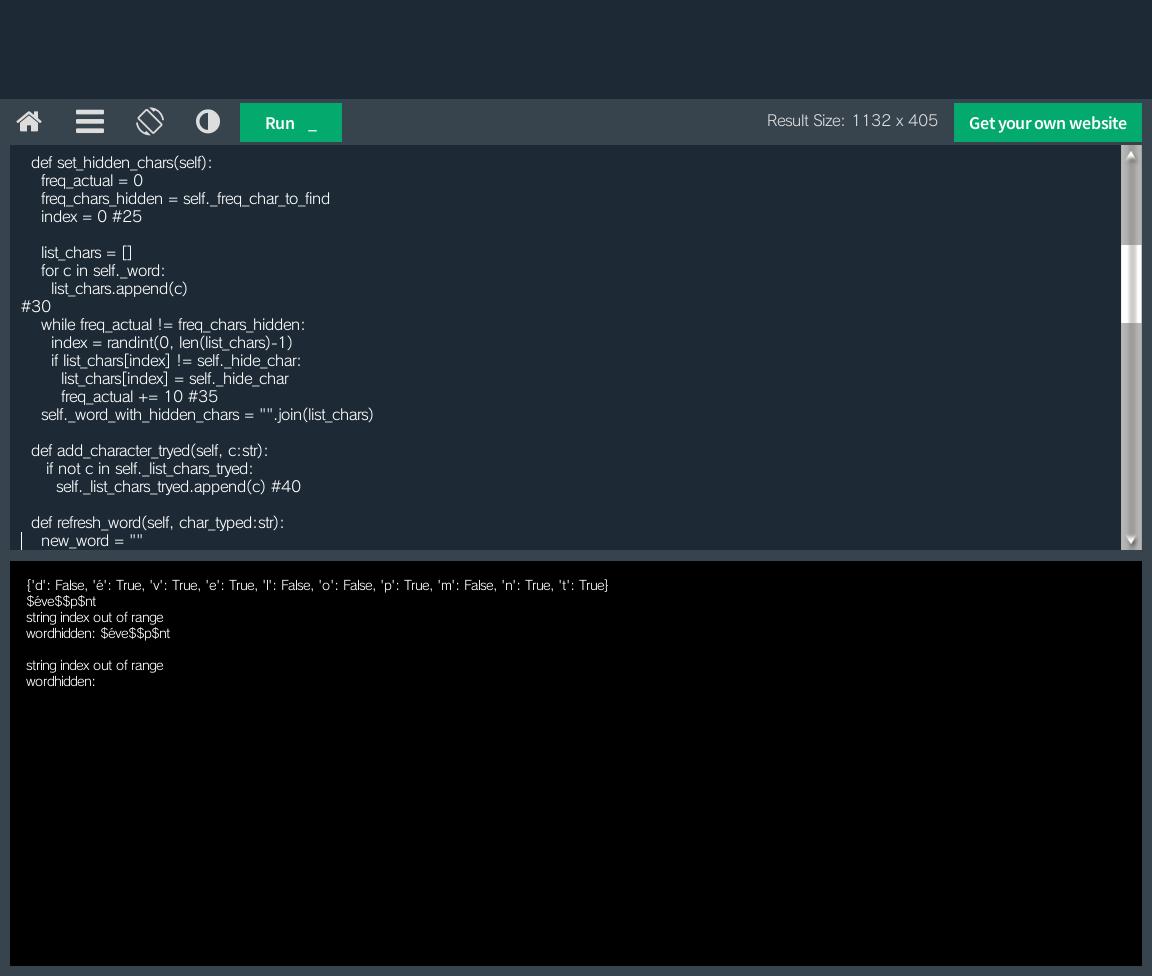 Run _
Result Size: 1132 x 405
Get your own website
def set_hidden_chars(self):
freq_actual = 0
freq_chars_hidden = self._freq_char_to_find
index = 0 #25
list_chars = []
for c in self._word:
list_chars.append(c)
#30
while freq_actual != freq_chars_hidden:
index = randint(0, len(list_chars)-1)
if list_chars[index] != self._hide_char:
list_chars[index] = self._hide_char
freq_actual += 10 #35
self._word_with_hidden_chars = "".join(list_chars)
def add_character_tryed(self, c:str):
if not c in self._list_chars_tryed:
self._list_chars_tryed.append(c) #40
def refresh_word(self, char_typed:str):
new_word = ""
{'d': False, 'é': True, 'v': True, 'e': True, 'l': False, 'o': False, 'p': True, 'm': False, 'n': True, 't': True}
$éve$$p$nt
string index out of range
wordhidden: $éve$$p$nt
string index out of range
wordhidden: